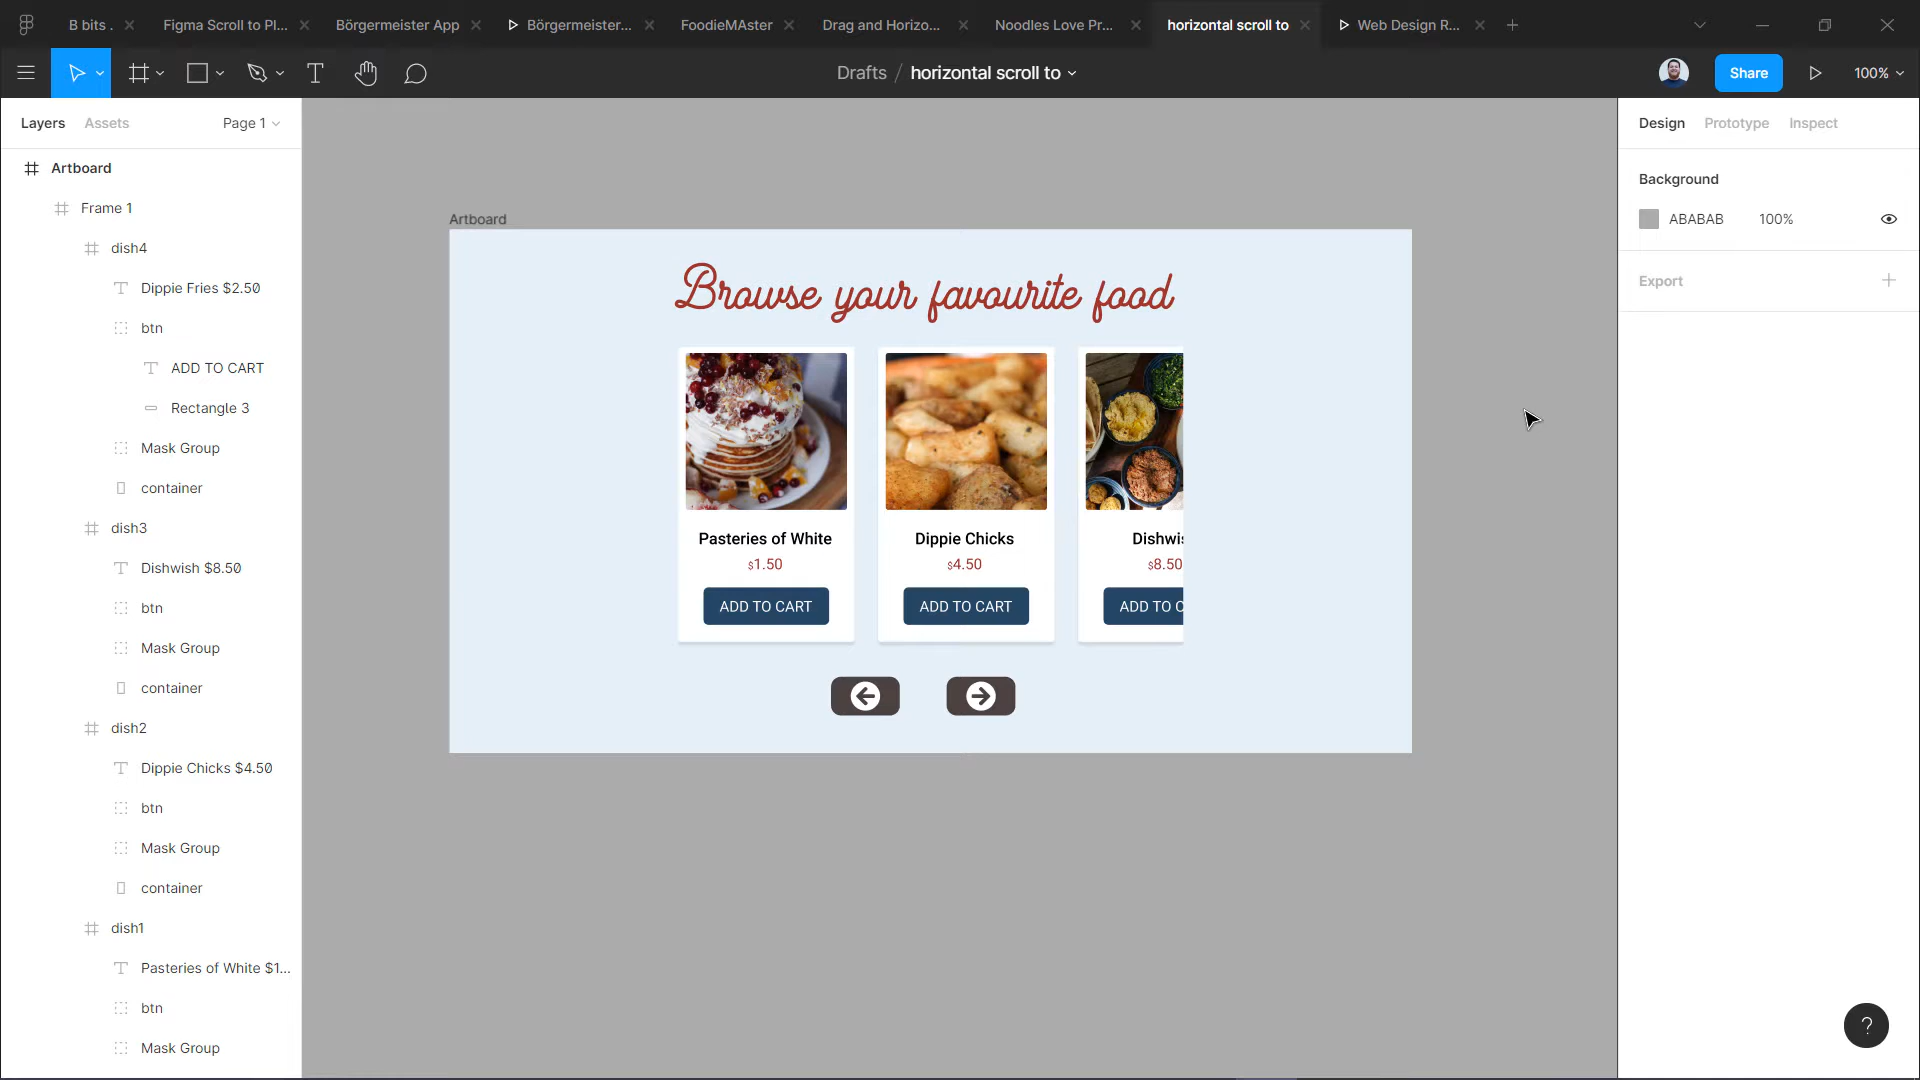 B bits .
Figma Scroll to Pl...
Börgermeister App
Börgermeister...
FoodieMAster
Drag and Horizo...
Noodles Love Pr...
horizontal scroll to
Web Design R...
Drafts / horizontal scroll to
Share
100%
Layers
Assets
Page 1
Design
Prototype
Inspect
Artboard
Frame 1
dish4
Dippie Fries $2.50
btn
ADD TO CART
Rectangle 3
Mask Group
container
dish3
Dishwish $8.50
btn
Mask Group
container
dish2
Dippie Chicks $4.50
btn
Mask Group
container
dish1
Pasteries of White $1...
btn
Mask Group
Artboard
Browse your favourite food
Pasteries of White
$1.50
ADD TO CART
Dippie Chicks
$4.50
ADD TO CART
Dishwis
$8.50
ADD TO C
Background
ABABAB
100%
Export
?